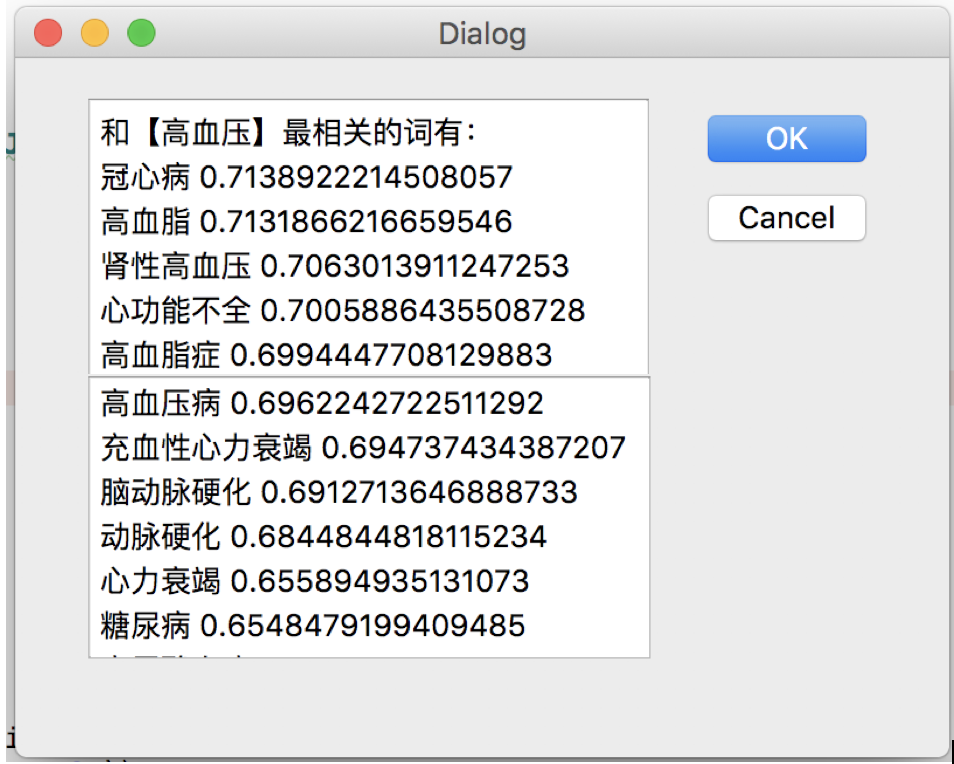 Dialog
和【高血压】最相关的词有：
冠心病 0.7138922214508057
高血脂 0.7131866216659546
肾性高血压 0.7063013911247253
心功能不全 0.7005886435508728
高血脂症 0.6994447708129883
高血压病 0.6962242722511292
充血性心力衰竭 0.694737434387207
脑动脉硬化 0.6912713646888733
动脉硬化 0.6844844818115234
心力衰竭 0.655894935131073
糖尿病 0.6548479199409485
OK
Cancel